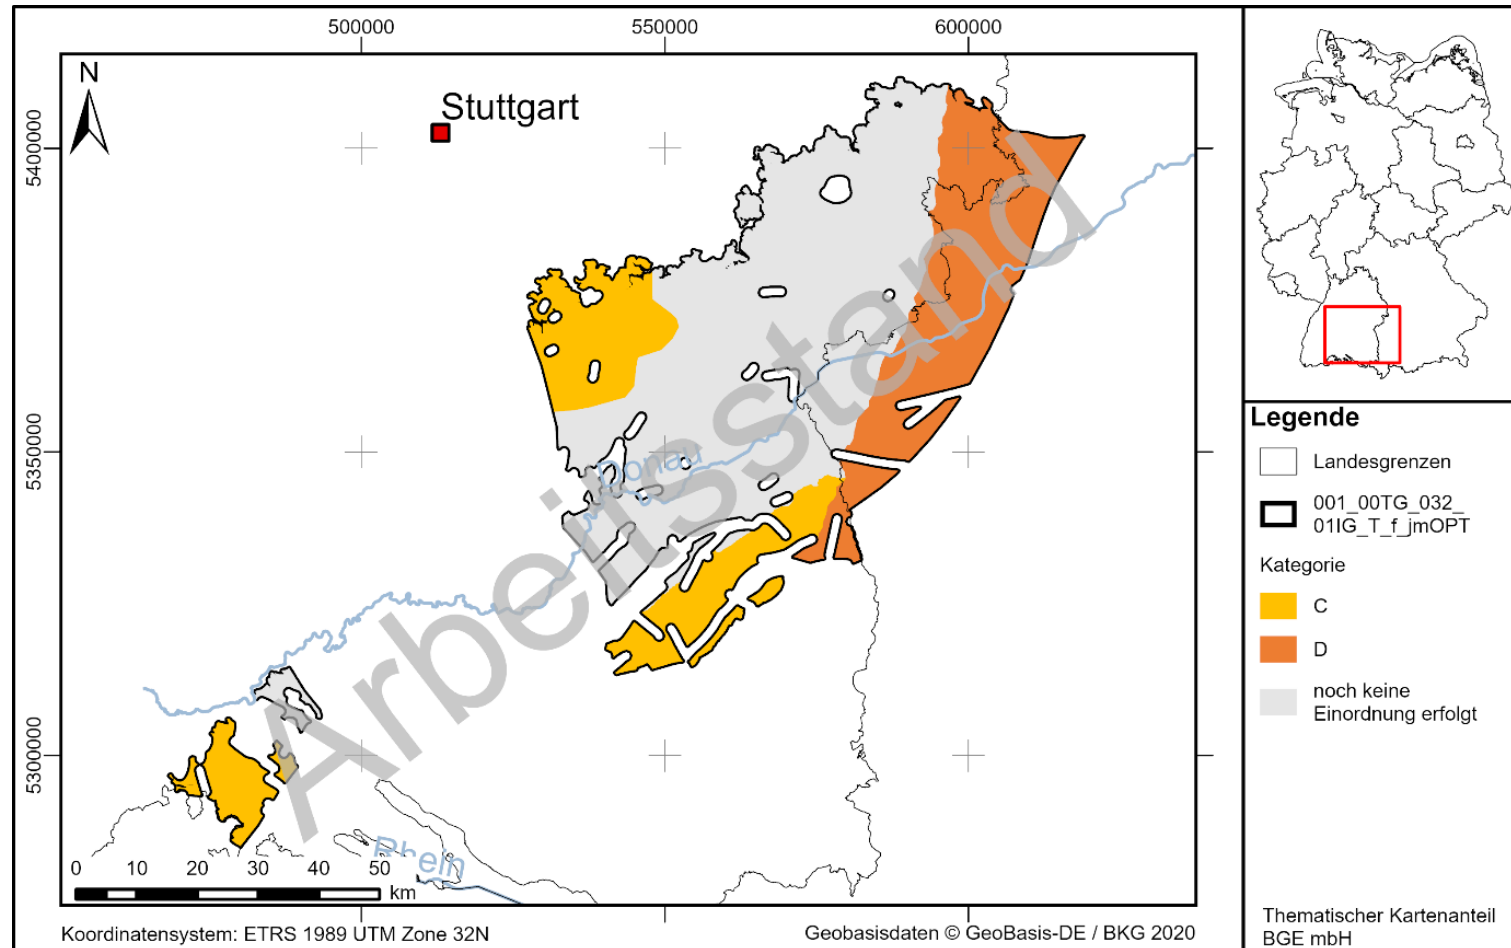 500000
550000
600000
N
Stuttgart
5400000
5350000
5300000
Donau
Rhein
Arbeitsstand
0 10 20 30 40 50
km
Koordinatensystem: ETRS 1989 UTM Zone 32N
Geobasisdaten © GeoBasis-DE / BKG 2020
Legende
Landesgrenzen
001_00TG_032_
01IG_T_f_jmOPT
Kategorie
C
D
noch keine
Einordnung erfolgt
Thematischer Kartenanteil
BGE mbH